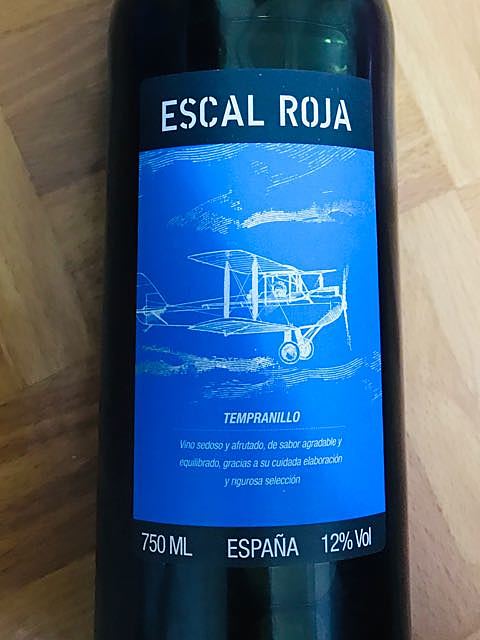 ESCAL ROJA
TEMPRANILLO
Vino sedoso y afrutado, de sabor agradable y
equilibrado, gracias a su cuidada elaboración
y rigurosa selección
750 ML ESPAÑA 12% Vol